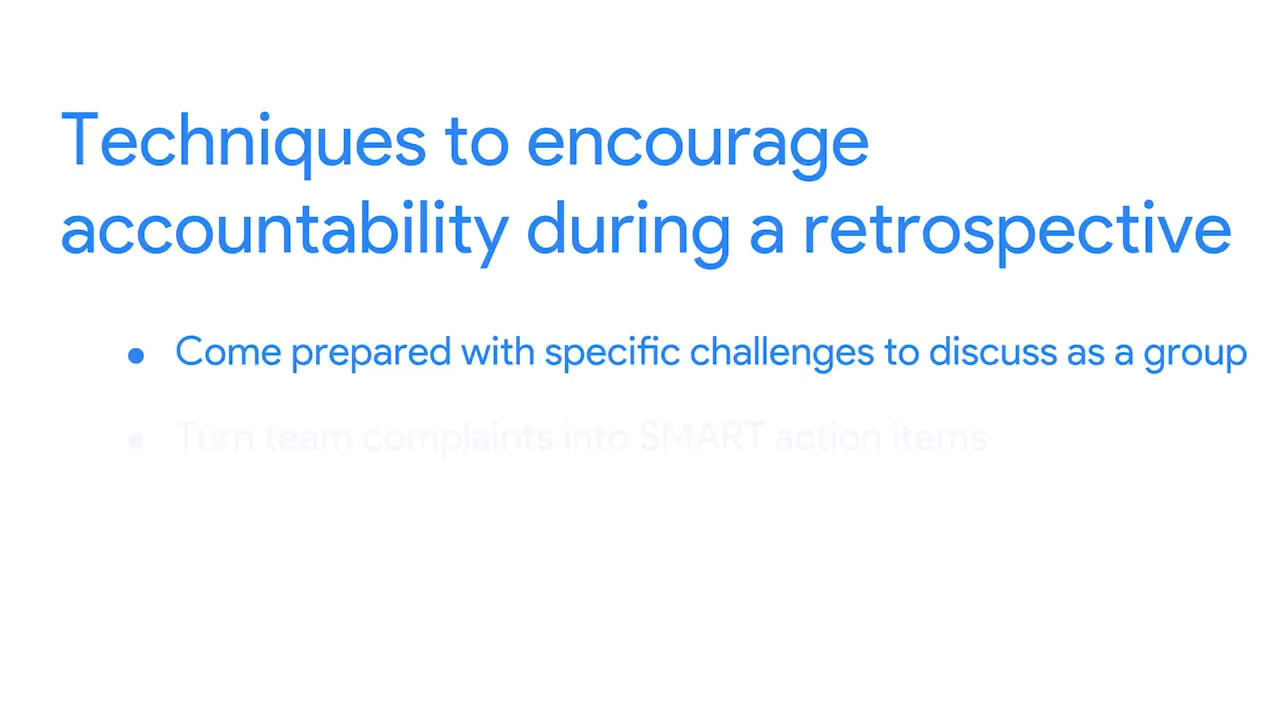 Techniques to encourage
accountability during a retrospective
• Come prepared with specific challenges to discuss as a group
• Turn team complaints into SMART action items